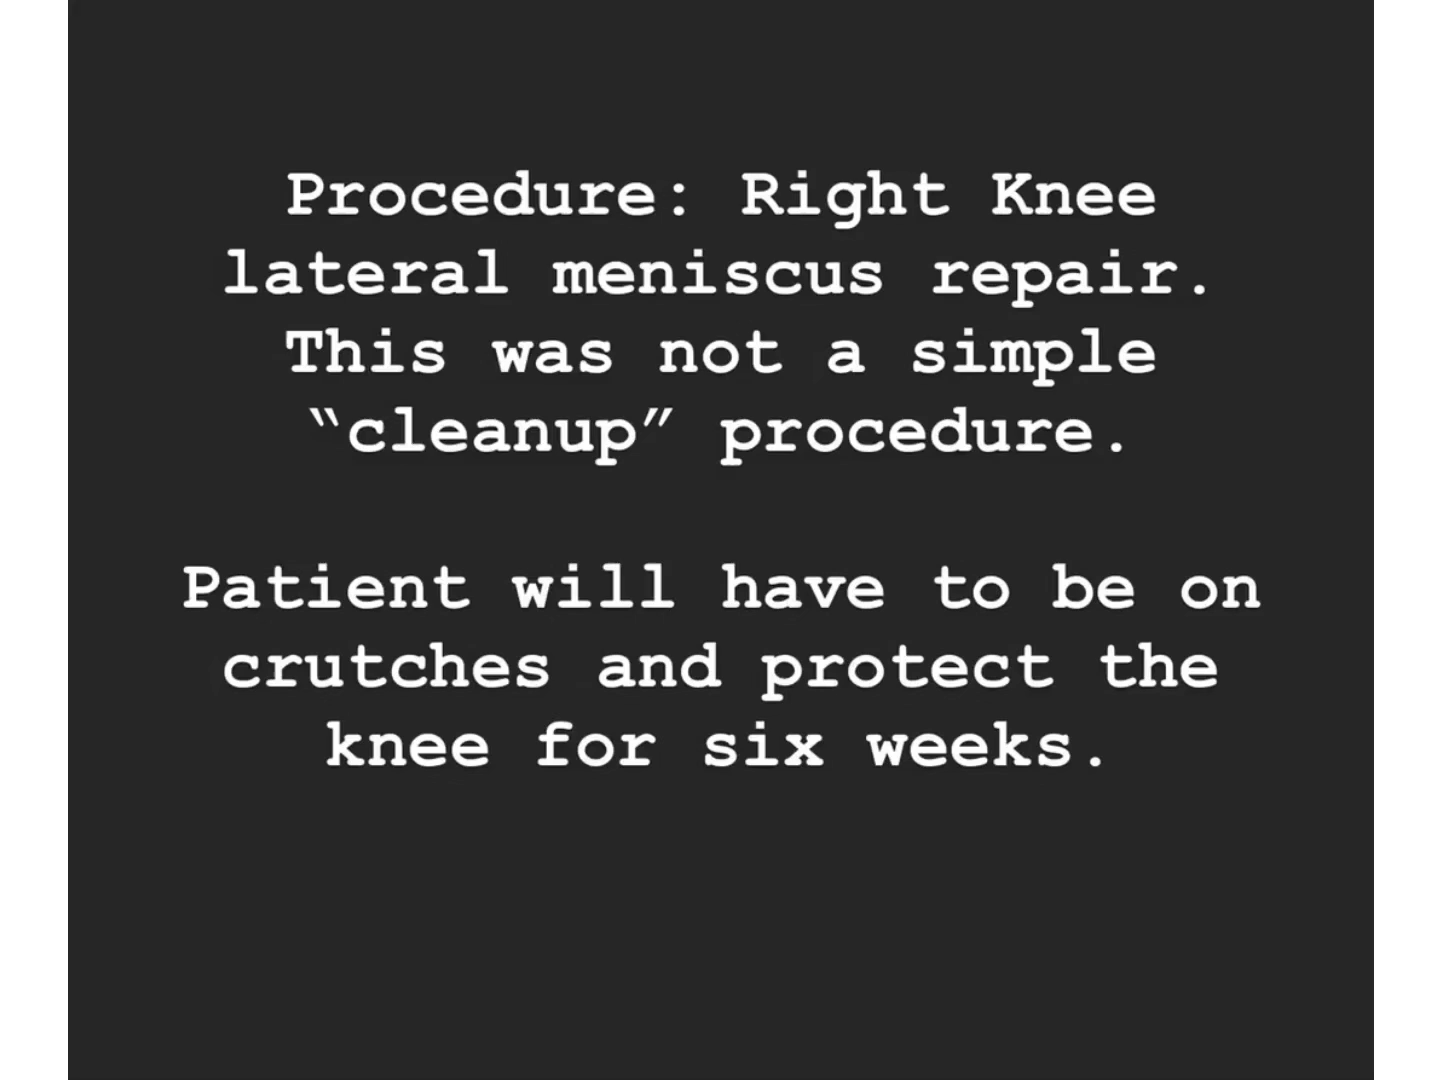 Procedure: Right Knee
lateral meniscus repair.
This was not a simple
“cleanup” procedure.
Patient will have to be on
crutches and protect the
knee for six weeks.